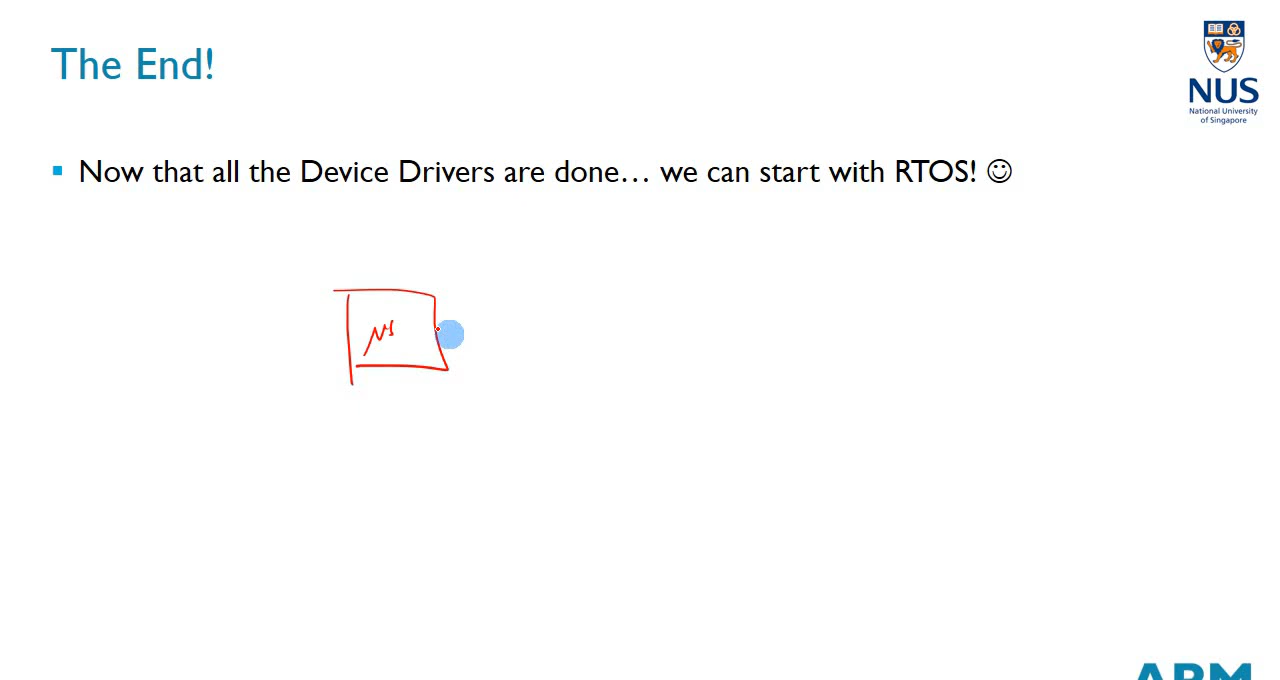 The End!
NUS
National University
of Singapore
▪ Now that all the Device Drivers are done... we can start with RTOS! ☺
ARM